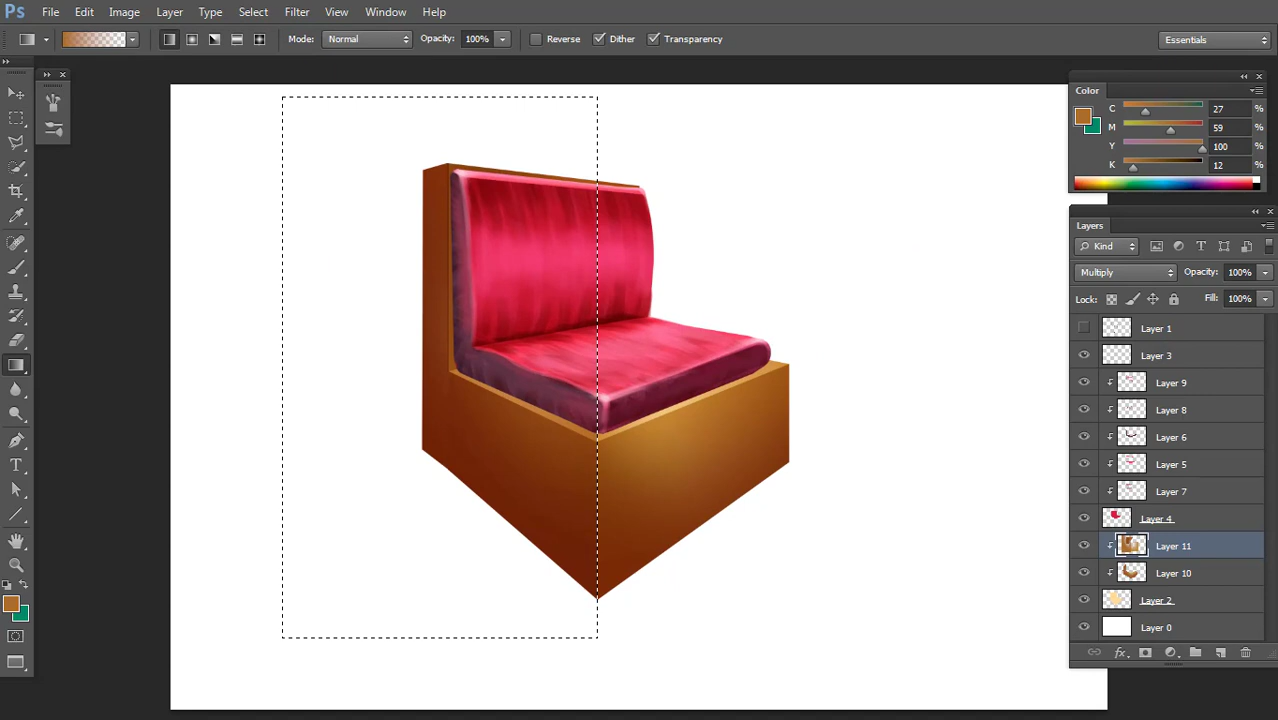 Ps File Edit Image Layer Type Select Filter View Window Help
Mode: Normal Opacity: 100% Reverse Dither Transparency Essentials
Color
C 27 %
M 59 %
Y 100 %
K 12 %
Layers
Kind
Multiply Opacity: 100%
Lock: Fill: 100%
Layer 1
Layer 3
Layer 9
Layer 8
Layer 6
Layer 5
Layer 7
Layer 4
Layer 11
Layer 10
Layer 2
Layer 0
fx